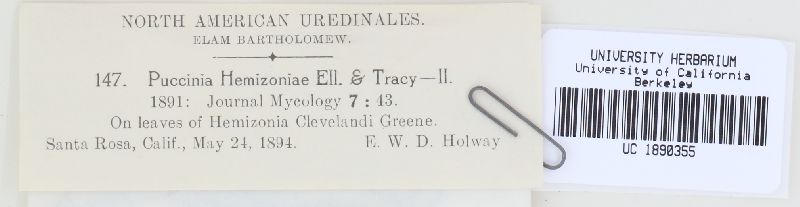 NORTH AMERICAN UREDINALES.
ELAM BARTHOLOMEW.
147. Puccinia Hemizoniae Ell. & Tracy—II.
1891: Journal Mycology 7 : 43.
On leaves of Hemizonia Clevelandi Greene.
Santa Rosa, Calif., May 24, 1894. E. W. D. Holway
UNIVERSITY HERBARIUM
University of California
Berkeley
UC 1890355